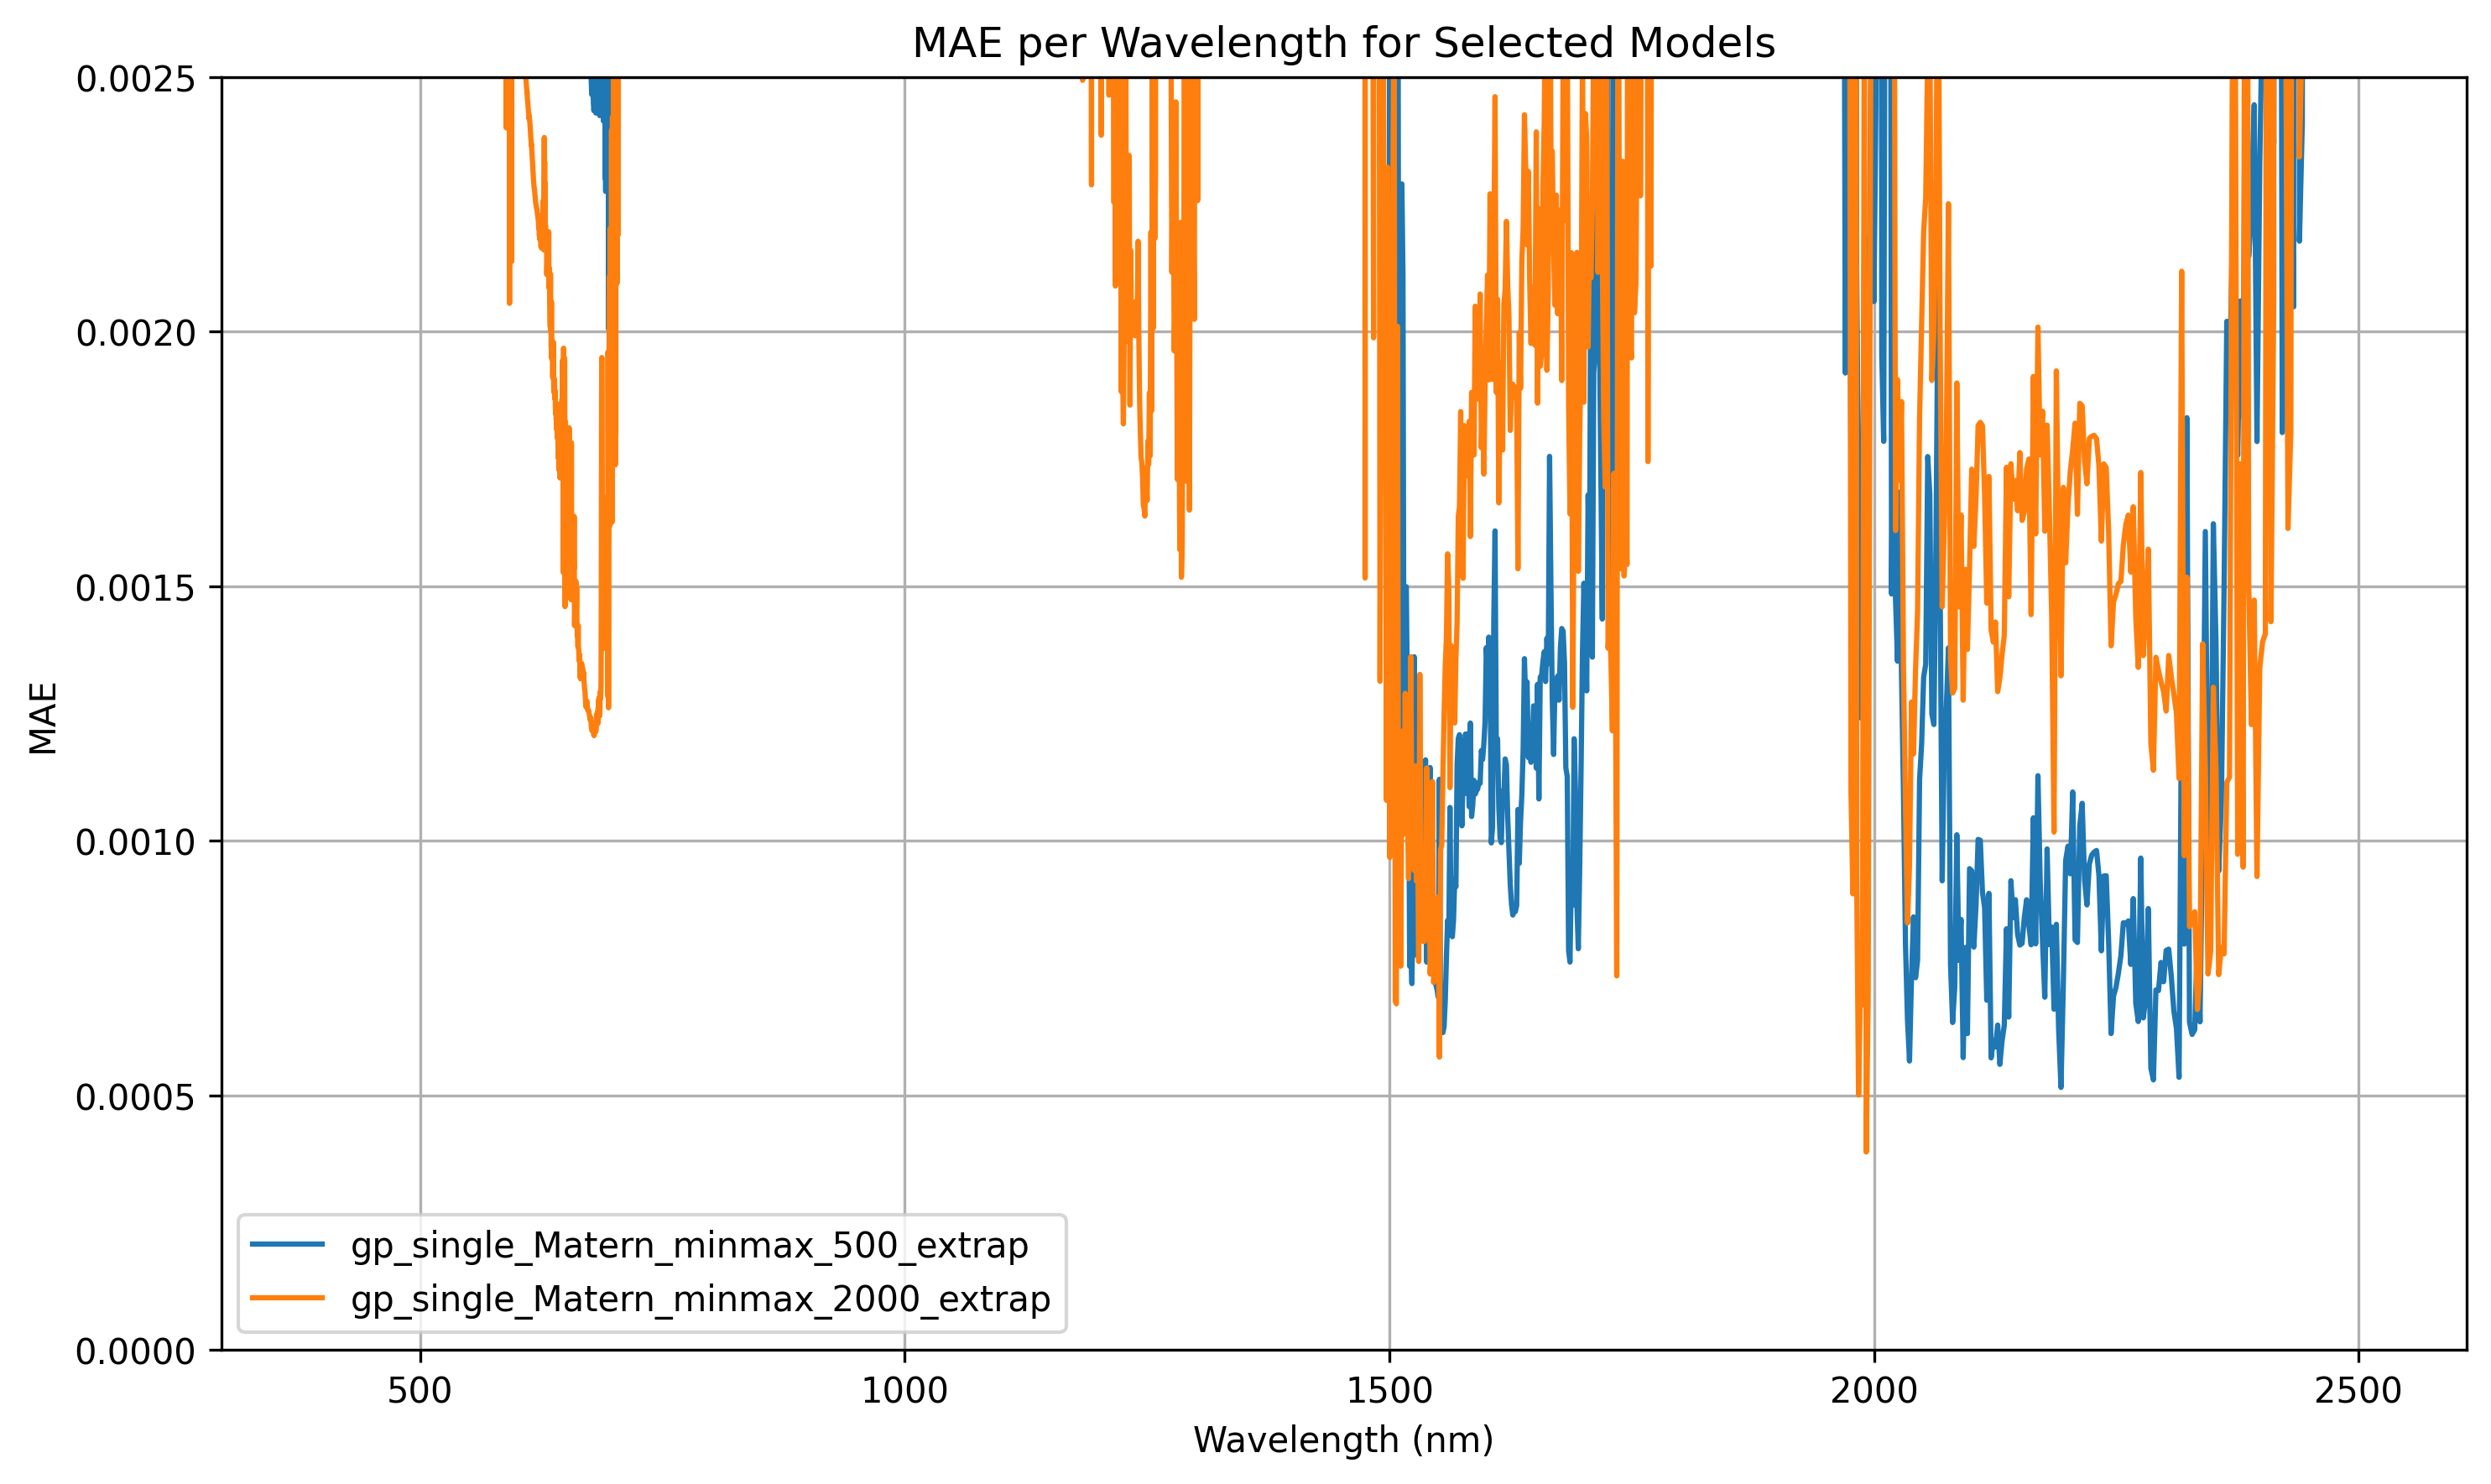 MAE per Wavelength for Selected Models
0.0025
0.0020
0.0015
0.0010
0.0005
0.0000
MAE
500
1000
1500
2000
2500
Wavelength (nm)
gp_single_Matern_minmax_500_extrap
gp_single_Matern_minmax_2000_extrap